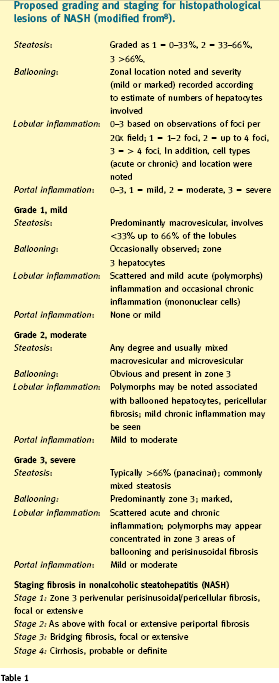 Proposed grading and staging for histopathological
lesions of NASH (modified from8).
Steatosis: Graded as 1 = 0–33%, 2 = 33–66%,
3 >66%,
Ballooning: Zonal location noted and severity
(mild or marked) recorded according
to estimate of numbers of hepatocytes
involved
Lobular inflammation: 0–3 based on observations of foci per
20x field; 1 = 1–2 foci, 2 = up to 4 foci,
3 = > 4 foci, In addition, cell types
(acute or chronic) and location were
noted
Portal inflammation: 0–3, 1 = mild, 2 = moderate, 3 = severe
Grade 1, mild
Steatosis: Predominantly macrovesicular, involves
<33% up to 66% of the lobules
Ballooning: Occasionally observed; zone
3 hepatocytes
Lobular inflammation: Scattered and mild acute (polymorphs)
inflammation and occasional chronic
inflammation (mononuclear cells)
Portal inflammation: None or mild
Grade 2, moderate
Steatosis: Any degree and usually mixed
macrovesicular and microvesicular
Ballooning: Obvious and present in zone 3
Lobular inflammation: Polymorphs may be noted associated
with ballooned hepatocytes, pericellular
fibrosis; mild chronic inflammation may
be seen
Portal inflammation: Mild to moderate
Grade 3, severe
Steatosis: Typically >66% (panacinar); commonly
mixed steatosis
Ballooning: Predominantly zone 3; marked,
Lobular inflammation: Scattered acute and chronic
inflammation; polymorphs may appear
concentrated in zone 3 areas of
ballooning and perisinusoidal fibrosis
Portal inflammation: Mild or moderate
Staging fibrosis in nonalcoholic steatohepatitis (NASH)
Stage 1: Zone 3 perivenular perisinusoidal/pericellular fibrosis,
focal or extensive
Stage 2: As above with focal or extensive periportal fibrosis
Stage 3: Bridging fibrosis, focal or extensive
Stage 4: Cirrhosis, probable or definite
Table 1